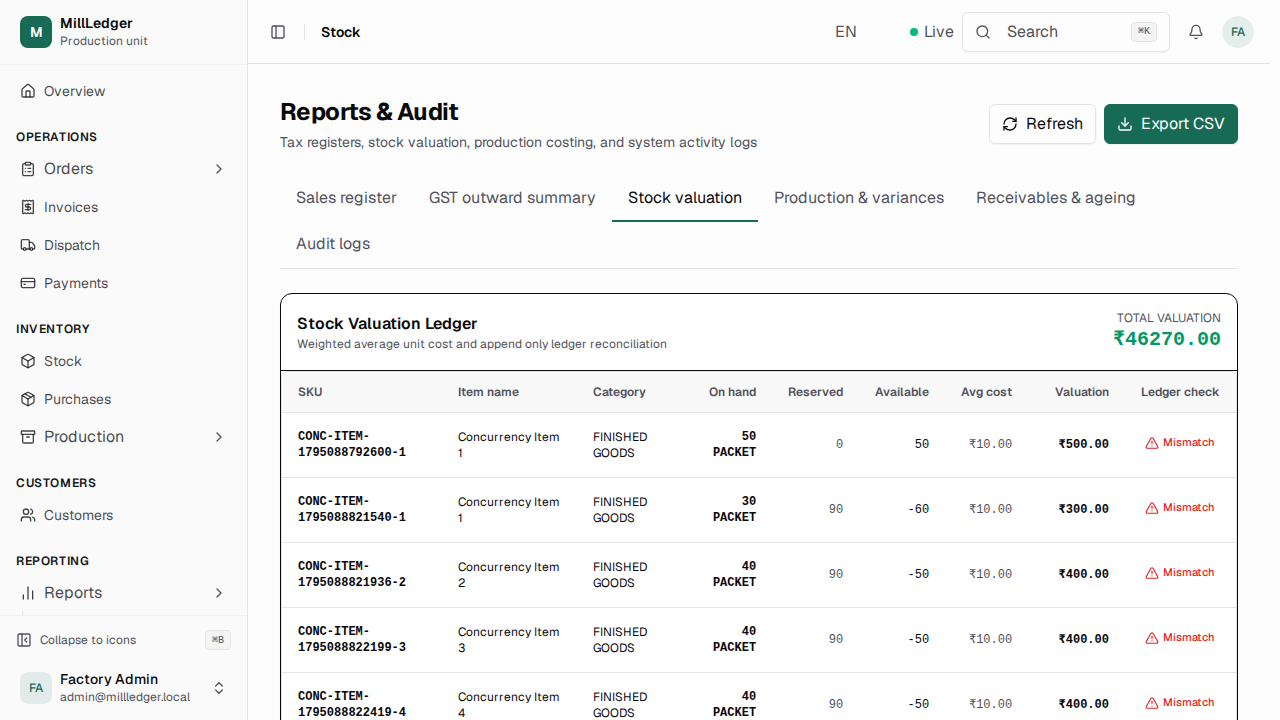 M
MillLedger
Production unit
Overview
OPERATIONS
Orders
Invoices
Dispatch
Payments
INVENTORY
Stock
Purchases
Production
CUSTOMERS
Customers
REPORTING
Reports
Collapse to icons ⌘B
FA
Factory Admin
admin@millledger.local
Stock
EN
Live
Search ⌘K
FA
Reports & Audit
Tax registers, stock valuation, production costing, and system activity logs
Refresh
Export CSV
Sales register GST outward summary Stock valuation Production & variances Receivables & ageing
Audit logs
Stock Valuation Ledger
Weighted average unit cost and append only ledger reconciliation
TOTAL VALUATION
₹46270.00
SKU Item name Category On hand Reserved Available Avg cost Valuation Ledger check
CONC-ITEM-
1795088792600-1
Concurrency Item
1
FINISHED
GOODS
50
PACKET
0 50 ₹10.00 ₹500.00 Mismatch
CONC-ITEM-
1795088821540-1
Concurrency Item
1
FINISHED
GOODS
30
PACKET
90 -60 ₹10.00 ₹300.00 Mismatch
CONC-ITEM-
1795088821936-2
Concurrency Item
2
FINISHED
GOODS
40
PACKET
90 -50 ₹10.00 ₹400.00 Mismatch
CONC-ITEM-
1795088822199-3
Concurrency Item
3
FINISHED
GOODS
40
PACKET
90 -50 ₹10.00 ₹400.00 Mismatch
CONC-ITEM-
1795088822419-4
Concurrency Item
4
FINISHED
GOODS
40
PACKET
90 -50 ₹10.00 ₹400.00 Mismatch